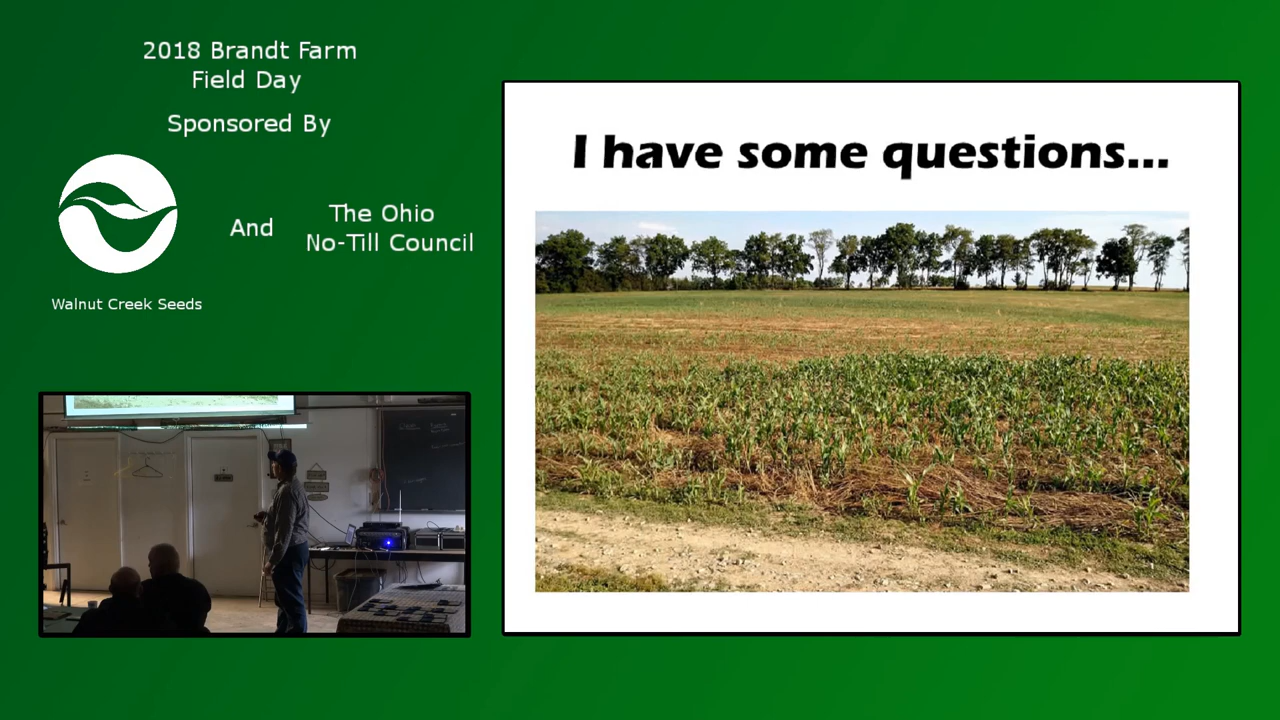 2018 Brandt Farm
Field Day
Sponsored By
And
The Ohio
No-Till Council
Walnut Creek Seeds
I have some questions...